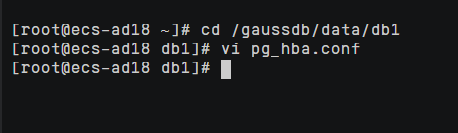 [root@ecs-ad18 ~]# cd /gaussdb/data/db1
[root@ecs-ad18 db1]# vi pg_hba.conf
[root@ecs-ad18 db1]#